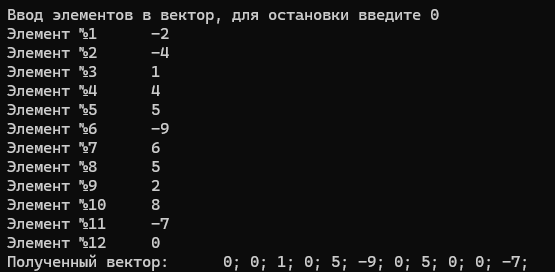 Ввод элементов в вектор, для остановки введите 0
Элемент №1 -2
Элемент №2 -4
Элемент №3 1
Элемент №4 4
Элемент №5 5
Элемент №6 -9
Элемент №7 6
Элемент №8 5
Элемент №9 2
Элемент №10 8
Элемент №11 -7
Элемент №12 0
Полученный вектор: 0; 0; 1; 0; 5; -9; 0; 5; 0; 0; -7;